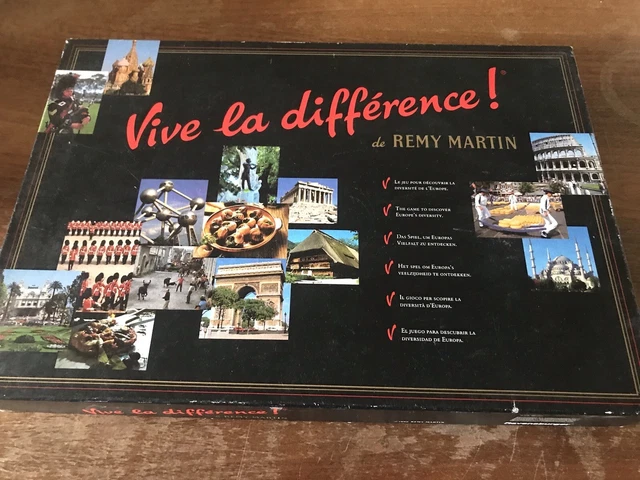 Vive la différence!
de REMY MARTIN
LE JEU POUR DÉCOUVRIR LA
DIVERSITÉ DE L'EUROPE.
THE GAME TO DISCOVER
EUROPE'S DIVERSITY.
DAS SPIEL, UM EUROPAS
VIELFALT ZU ENTDECKEN.
HET SPEL OM EUROPA'S
VEELZIJDIGHEID TE ONTDEKKEN.
IL GIOCO PER SCOPRIRE LA
DIVERSITÀ D'EUROPA.
EL JUEGO PARA DESCUBRIR LA
DIVERSIDAD DE EUROPA.
Vive la différence!
REMY MARTIN